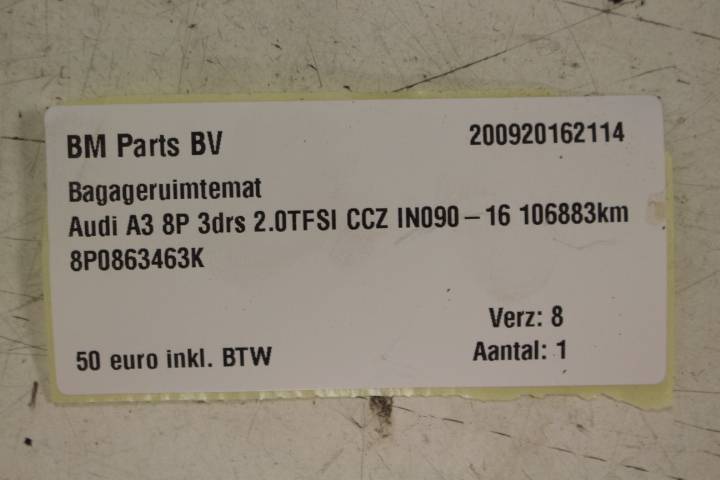 BM Parts BV 200920162114
Bagageruimtemat
Audi A3 8P 3drs 2.0TFSI CCZ IN090-16 106883km
8P0863463K
Verz: 8
50 euro inkl. BTW Aantal: 1